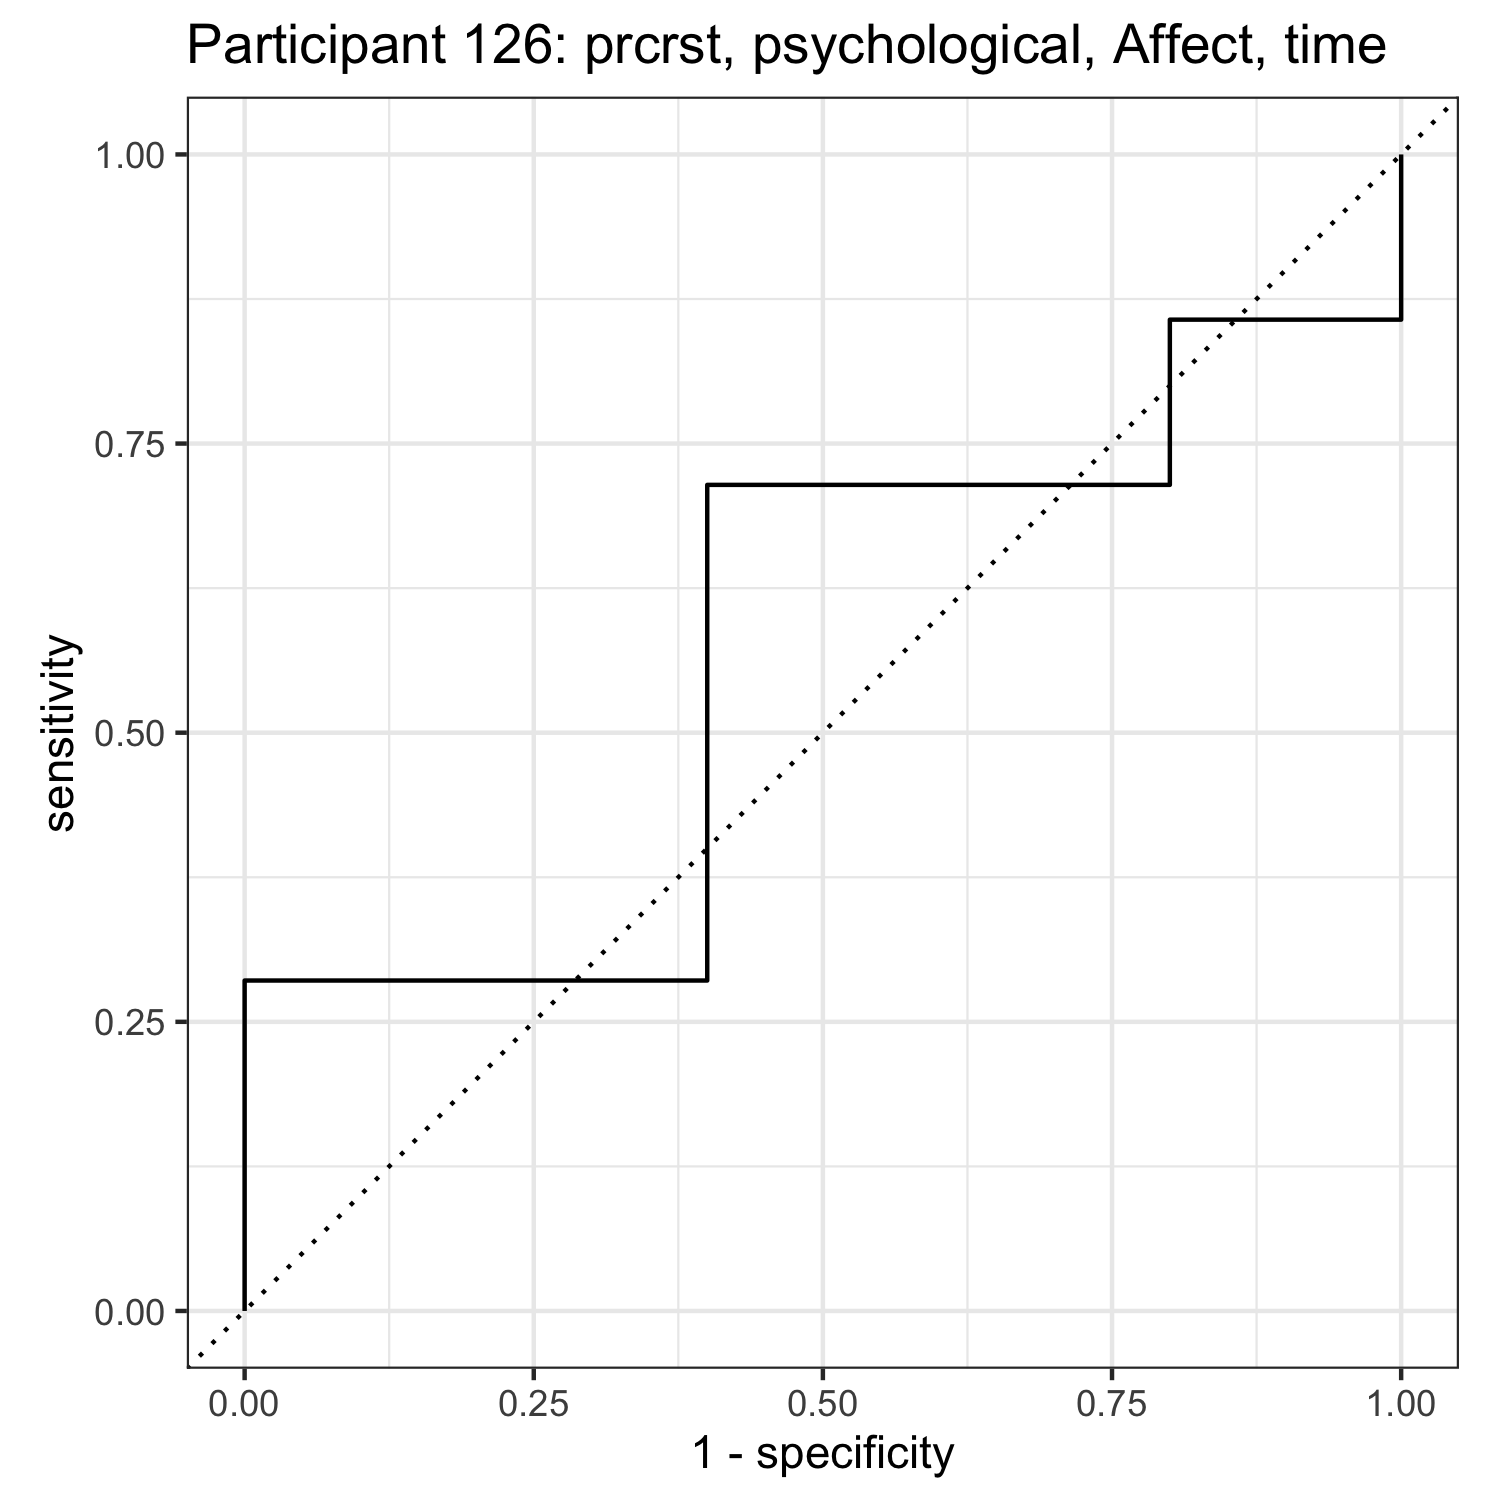 Participant 126: prcrst, psychological, Affect, time
1.00
0.75
0.50
0.25
0.00
sensitivity
0.00 0.25 0.50 0.75 1.00
1 - specificity